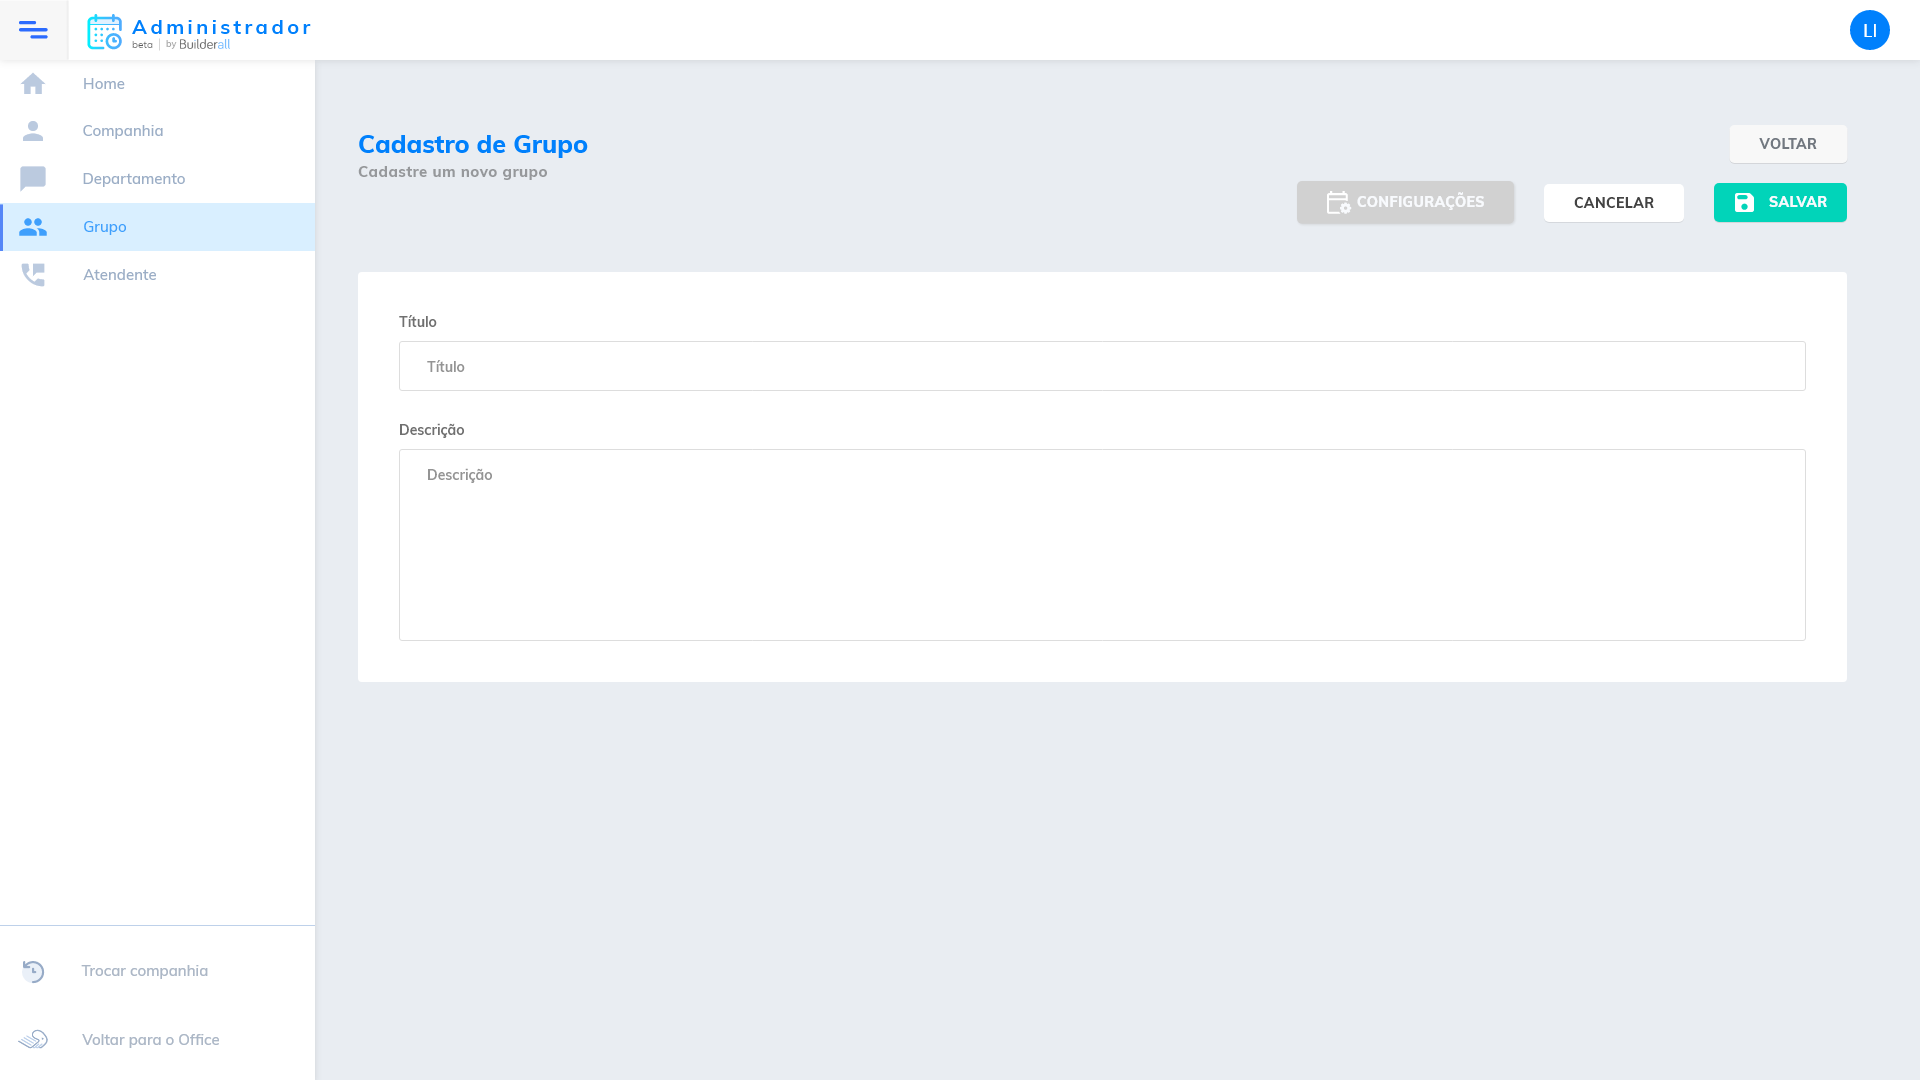 Administrador
beta | by Builderall
LI
Home
Companhia
Departamento
Grupo
Atendente
Trocar companhia
Voltar para o Office
Cadastro de Grupo
Cadastre um novo grupo
VOLTAR
CONFIGURAÇÕES
CANCELAR
SALVAR
Título
Título
Descrição
Descrição